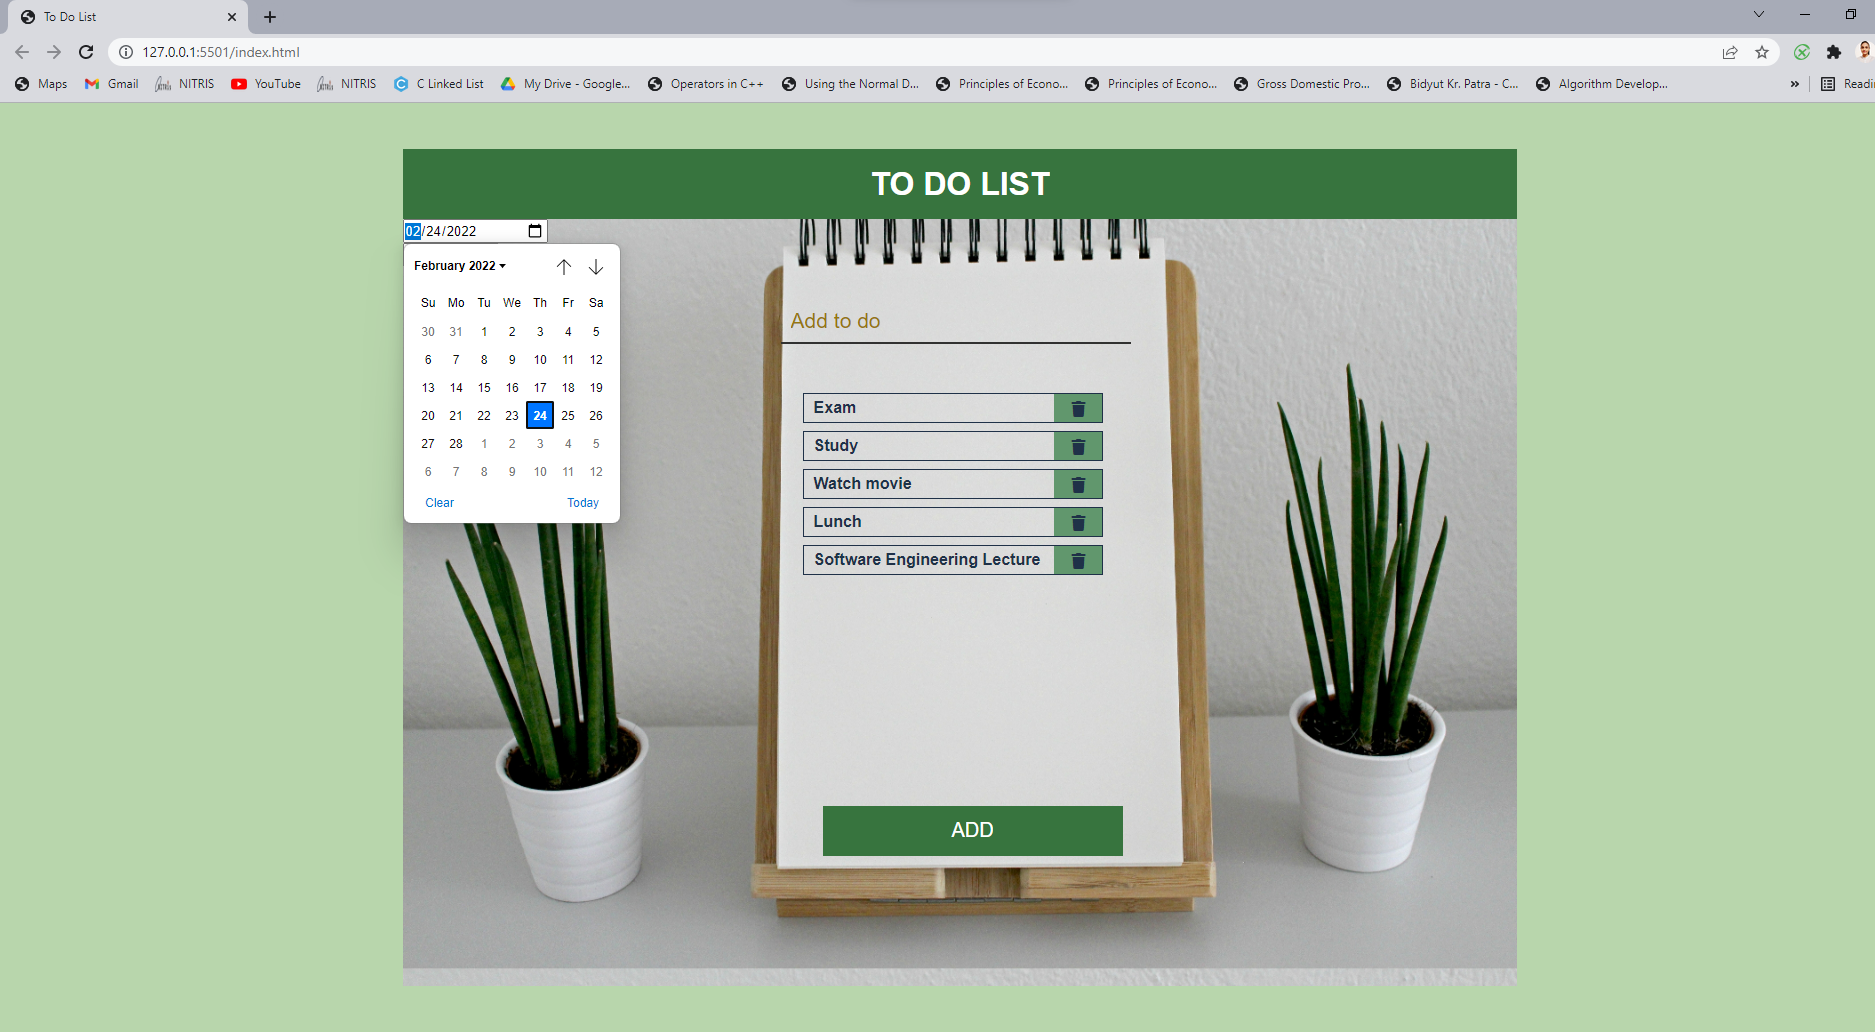 To Do List
127.0.0.1:5501/index.html
Maps Gmail NITRIS YouTube NITRIS C Linked List My Drive - Google... Operators in C++ Using the Normal D... Principles of Econo... Principles of Econo... Gross Domestic Pro... Bidyut Kr. Patra - C... Algorithm Develop... » Readi
TO DO LIST
02/24/2022
February 2022
Su Mo Tu We Th Fr Sa
30 31 1 2 3 4 5
6 7 8 9 10 11 12
13 14 15 16 17 18 19
20 21 22 23 24 25 26
27 28 1 2 3 4 5
6 7 8 9 10 11 12
Clear Today
Add to do
Exam
Study
Watch movie
Lunch
Software Engineering Lecture
ADD